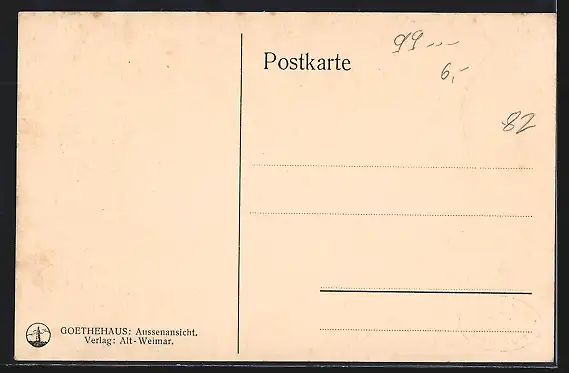 Postkarte
99
6,-
82
GOETHEHAUS: Aussenansicht.
Verlag: Alt-Weimar.